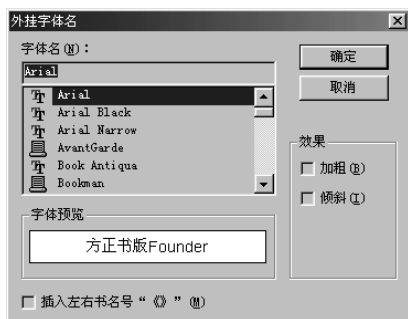 外挂字体名
字体名(N)：
Arial
Arial
Arial Black
Arial Narrow
AvantGarde
Book Antiqua
Bookman
确定
取消
效果
加粗(B)
倾斜(I)
字体预览
方正书版Founder
插入左右书名号“《》”(M)